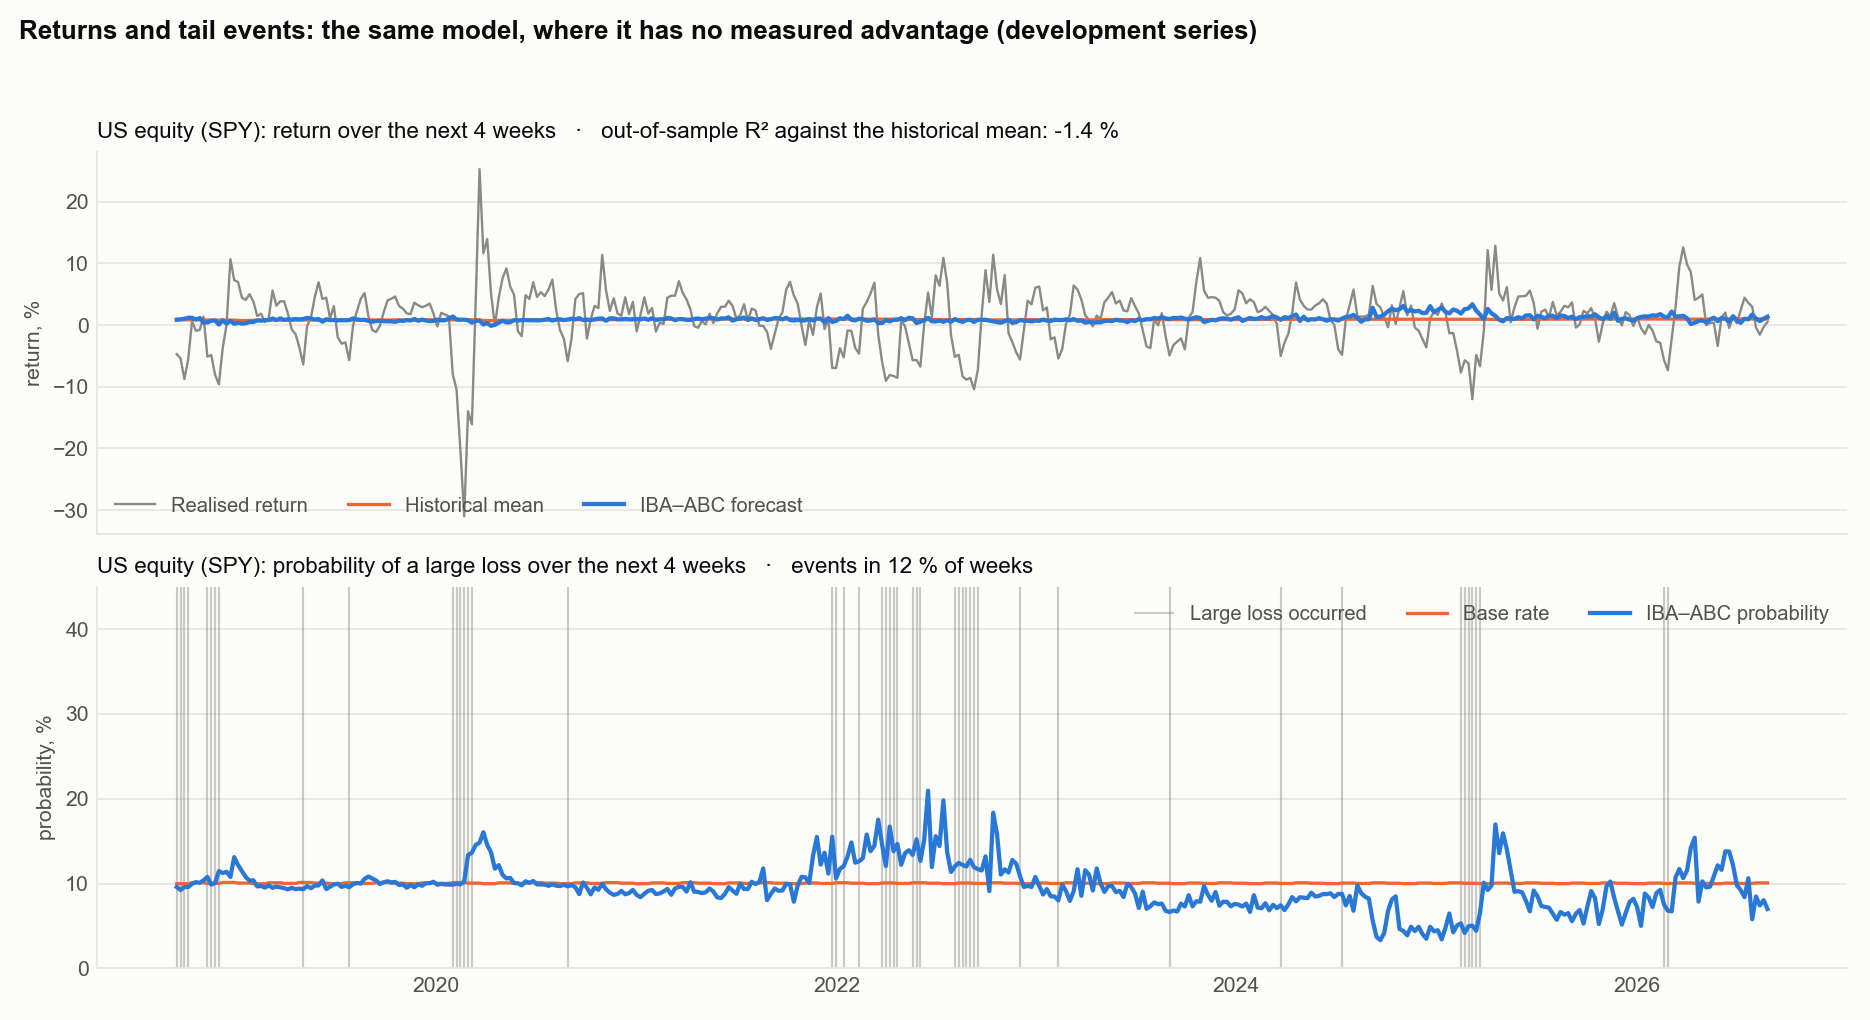 Returns and tail events: the same model, where it has no measured advantage (development series)
US equity (SPY): return over the next 4 weeks · out-of-sample R² against the historical mean: -1.4 %
return, %
20
10
0
−10
−20
−30
Realised return Historical mean IBA–ABC forecast
US equity (SPY): probability of a large loss over the next 4 weeks · events in 12 % of weeks
Large loss occurred Base rate IBA–ABC probability
probability, %
40
30
20
10
0
2020 2022 2024 2026